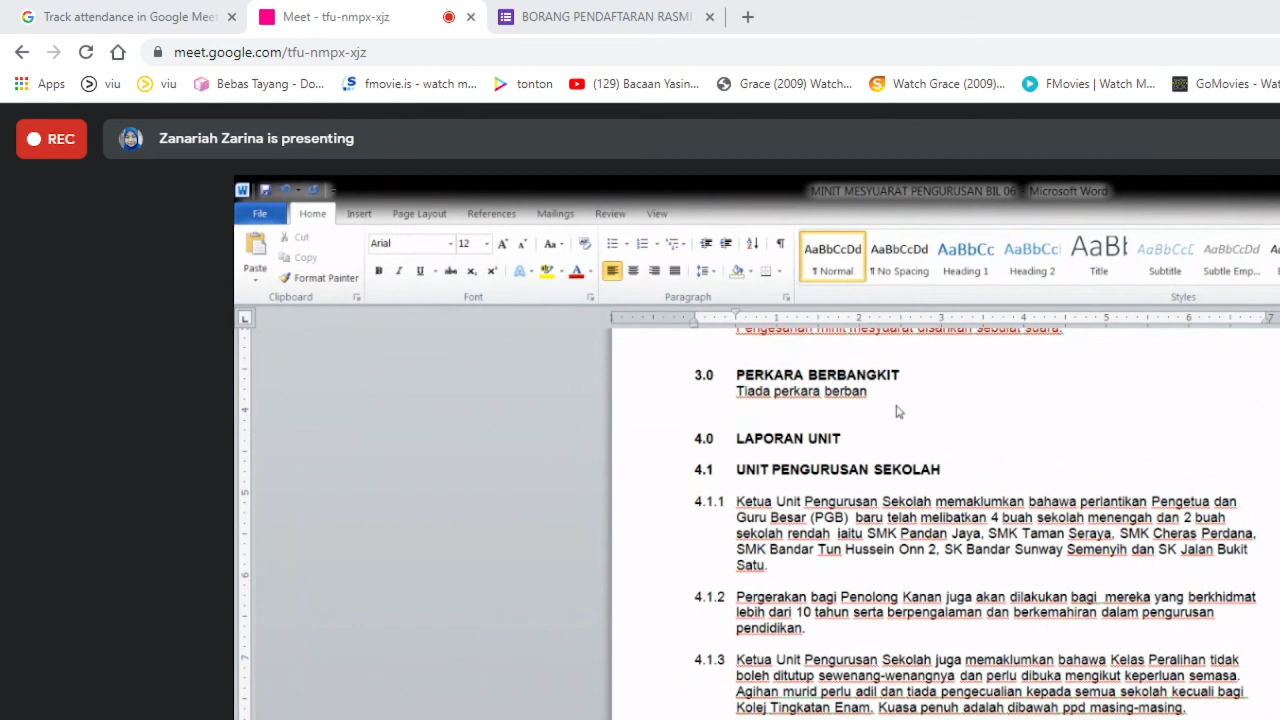 Track attendance in Google Meet
Meet - tfu-nmpx-xjz
BORANG PENDAFTARAN RASMI
meet.google.com/tfu-nmpx-xjz
Apps
viu
viu
Bebas Tayang - Do...
fmovie.is - watch m...
tonton
(129) Bacaan Yasin...
Grace (2009) Watch...
Watch Grace (2009)...
FMovies | Watch M...
GoMovies - Wat
REC
Zanariah Zarina is presenting
MINIT MESYUARAT PENGURUSAN BIL 06 - Microsoft Word
File Home Insert Page Layout References Mailings Review View
Cut
Copy
Format Painter
Paste
Clipboard
Arial 12
Font
Paragraph
AaBbCcDd AaBbCcDd AaBbCc AaBbCc AaBb AaBbCcD AaBbCcDd
¶ Normal ¶ No Spacing Heading 1 Heading 2 Title Subtitle Subtle Emp...
Styles
Pengesahan minit mesyuarat disahkan sebulat suara.
3.0 PERKARA BERBANGKIT
Tiada perkara berban
4.0 LAPORAN UNIT
4.1 UNIT PENGURUSAN SEKOLAH
4.1.1 Ketua Unit Pengurusan Sekolah memaklumkan bahawa perlantikan Pengetua dan
Guru Besar (PGB) baru telah melibatkan 4 buah sekolah menengah dan 2 buah
sekolah rendah iaitu SMK Pandan Jaya, SMK Taman Seraya, SMK Cheras Perdana,
SMK Bandar Tun Hussein Onn 2, SK Bandar Sunway Semenyih dan SK Jalan Bukit
Satu.
4.1.2 Pergerakan bagi Penolong Kanan juga akan dilakukan bagi mereka yang berkhidmat
lebih dari 10 tahun serta berpengalaman dan berkemahiran dalam pengurusan
pendidikan.
4.1.3 Ketua Unit Pengurusan Sekolah juga memaklumkan bahawa Kelas Peralihan tidak
boleh ditutup sewenang-wenangnya dan perlu dibuka mengikut keperluan semasa.
Agihan murid perlu adil dan tiada pengecualian kepada semua sekolah kecuali bagi
Kolej Tingkatan Enam. Kuasa penuh adalah dibawah ppd masing-masing.